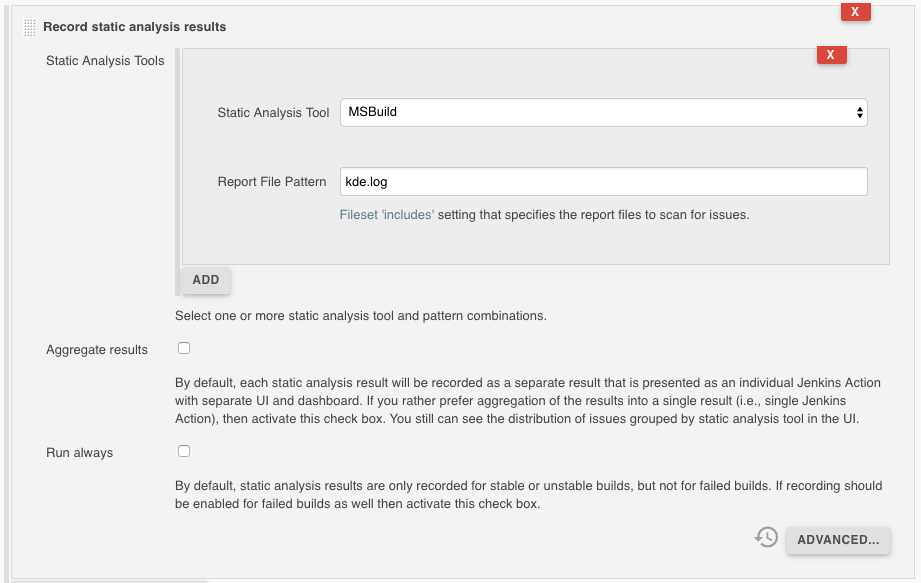 X
Record static analysis results
Static Analysis Tools
X
Static Analysis Tool
MSBuild
Report File Pattern
kde.log
Fileset 'includes' setting that specifies the report files to scan for issues.
ADD
Select one or more static analysis tool and pattern combinations.
Aggregate results
By default, each static analysis result will be recorded as a separate result that is presented as an individual Jenkins Action
with separate UI and dashboard. If you rather prefer aggregation of the results into a single result (i.e., single Jenkins
Action), then activate this check box. You still can see the distribution of issues grouped by static analysis tool in the UI.
Run always
By default, static analysis results are only recorded for stable or unstable builds, but not for failed builds. If recording should
be enabled for failed builds as well then activate this check box.
ADVANCED...